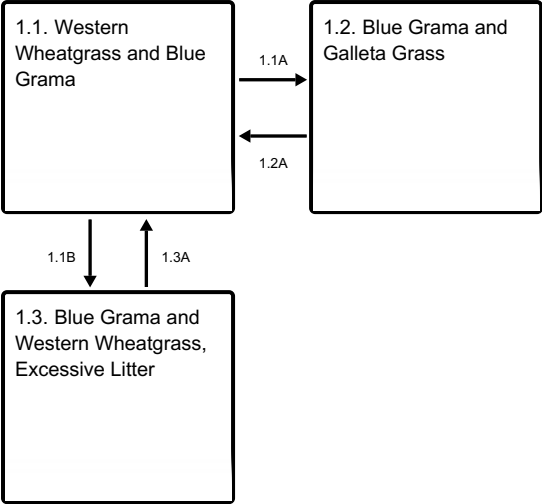 1.1. Western
Wheatgrass and Blue
Grama
1.1A
1.2. Blue Grama and
Galleta Grass
1.2A
1.1B
1.3A
1.3. Blue Grama and
Western Wheatgrass,
Excessive Litter